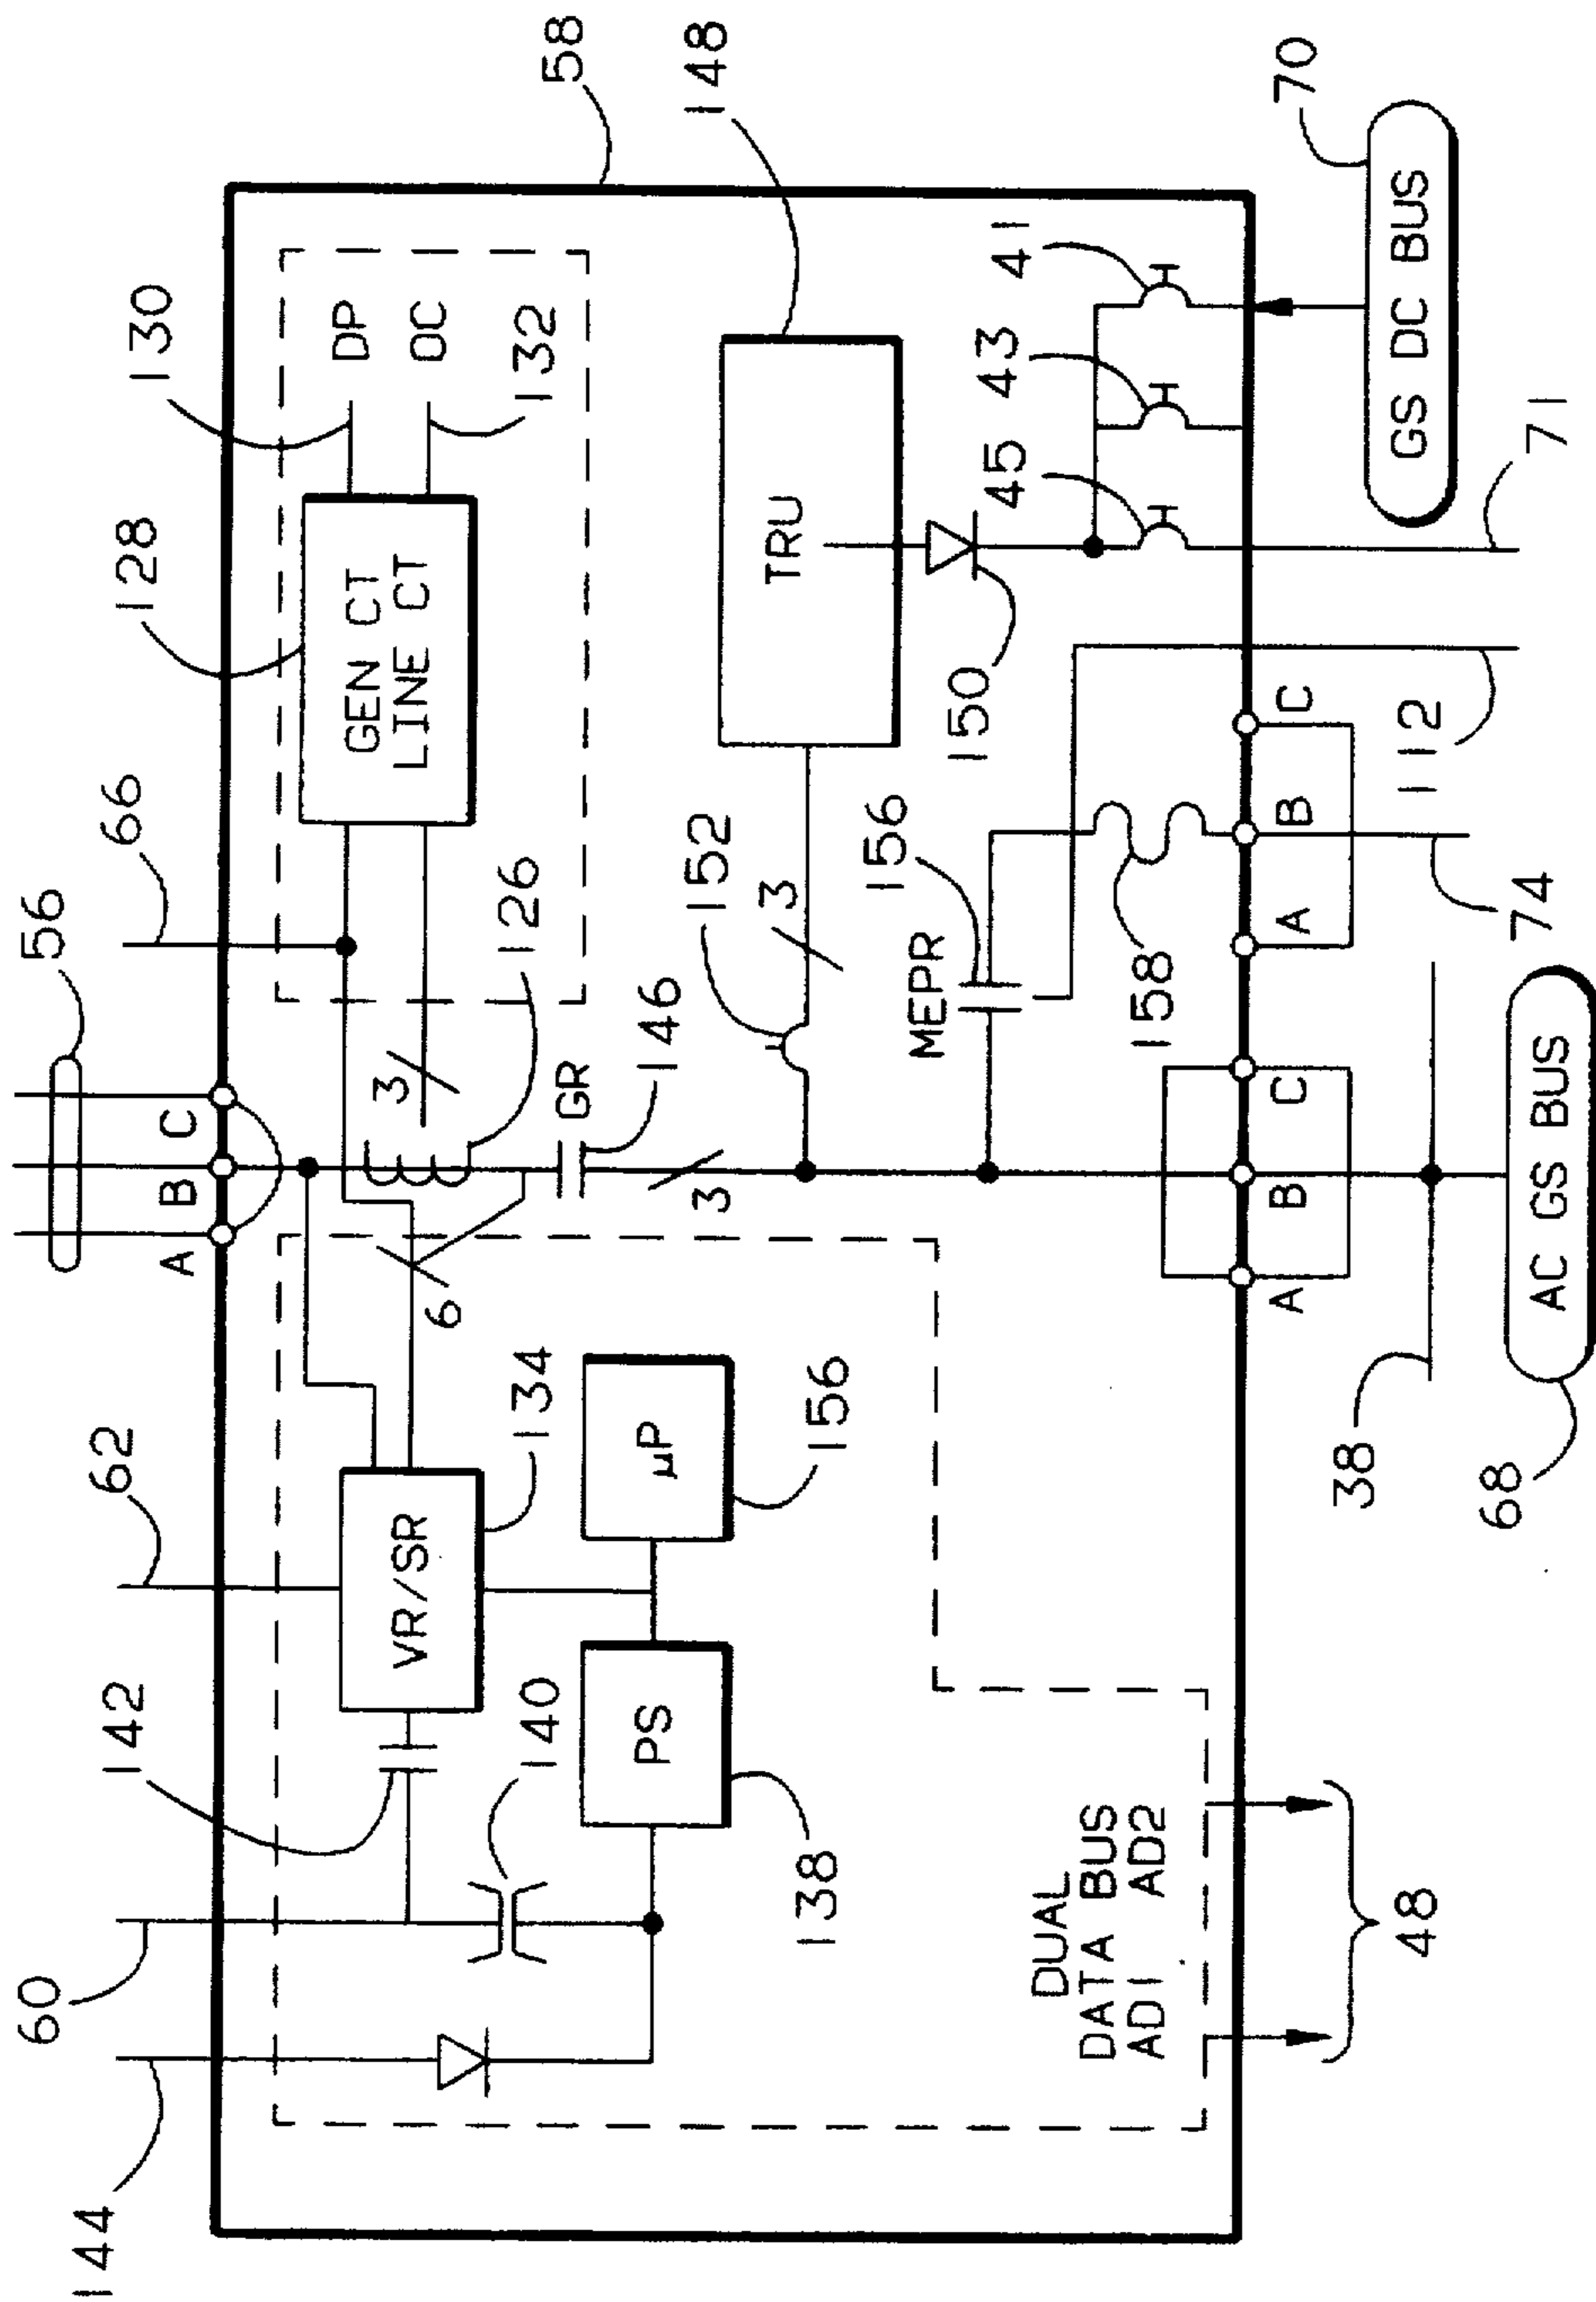 144
60
142
62
56
66
128
130
58
A
B
C
GEN CT
LINE CT
DP
OC
VR/SR
3
6
134
126
132
140
GR
146
148
PS
µP
3
152
3
TRU
138
156
MEPR
156
150
45
43
41
DUAL
DATA BUS
AD1 AD2
158
A
B
C
A
B
C
48
38
74
112
71
70
GS DC BUS
68
AC GS BUS